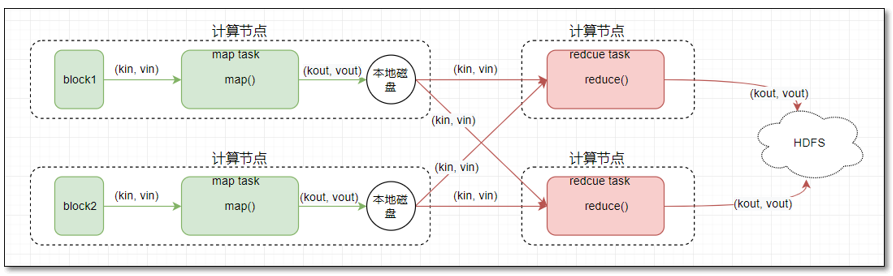 计算节点
计算节点
map task
redcue task
(kin, vin)
(kout, vout)
(kin, vin)
block1
map()
本地磁
盘
reduce()
(kout, vout)
(kin, vin)
HDFS
计算节点
(kin, vin)
计算节点
map task
redcue task
(kin, vin)
(kout, vout)
(kin, vin)
block2
map()
本地磁
盘
reduce()
(kout, vout)